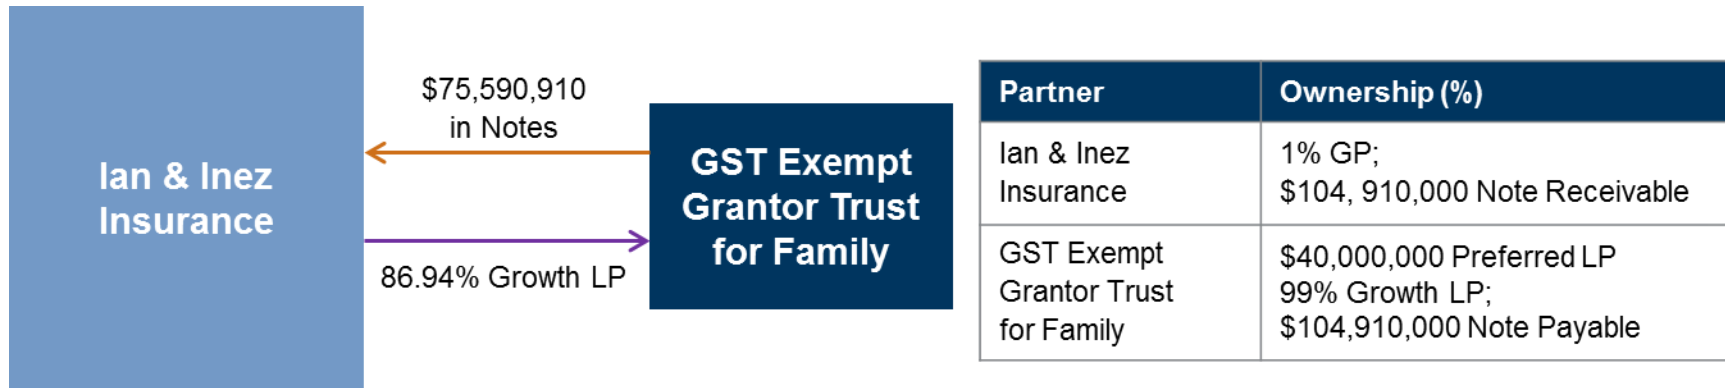 Ian & Inez
Insurance
$75,590,910
in Notes
86.94% Growth LP
GST Exempt
Grantor Trust
for Family
Partner
Ownership (%)
Ian & Inez
Insurance
1% GP;
$104, 910,000 Note Receivable
GST Exempt
Grantor Trust
for Family
$40,000,000 Preferred LP
99% Growth LP;
$104,910,000 Note Payable